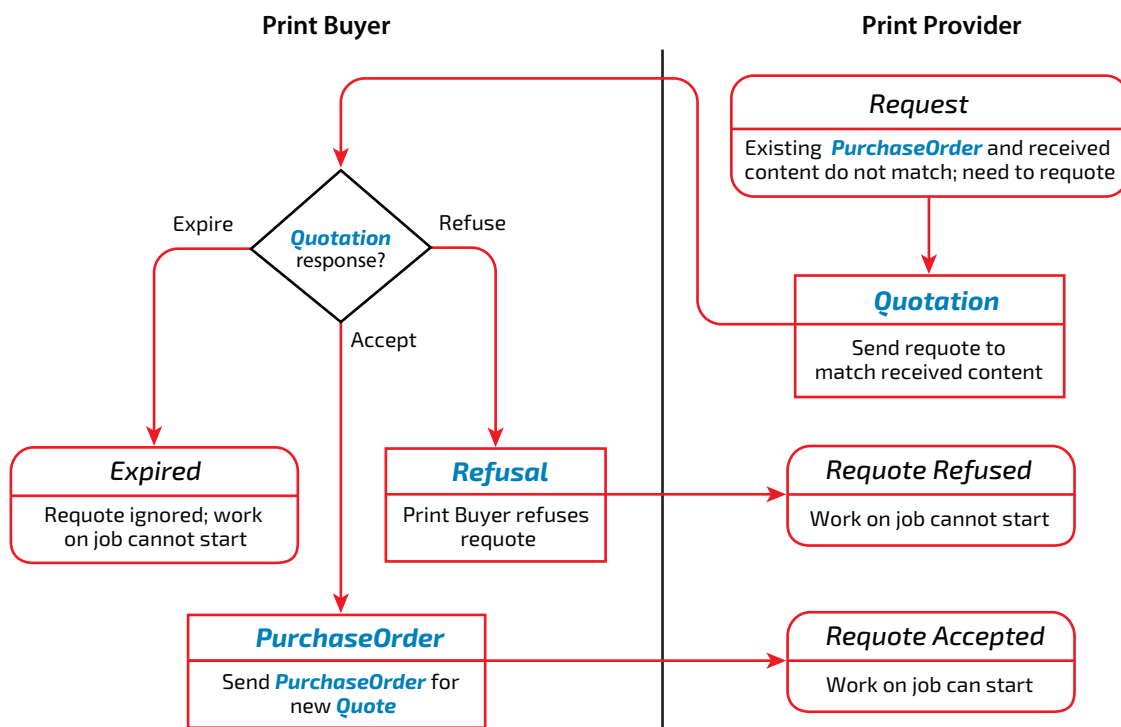 Print Buyer
Print Provider
Request
Existing PurchaseOrder and received
content do not match; need to requote
Expire
Refuse
Quotation
response?
Accept
Quotation
Send requote to
match received content
Expired
Requote ignored; work
on job cannot start
Refusal
Print Buyer refuses
requote
Requote Refused
Work on job cannot start
PurchaseOrder
Send PurchaseOrder for
new Quote
Requote Accepted
Work on job can start